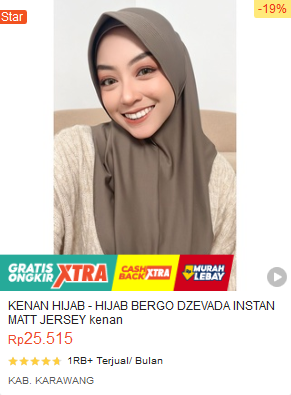 Star
-19%
GRATIS ONGKIR XTRA
CASH BACK XTRA
MURAH LEBAY
KENAN HIJAB - HIJAB BERGO DZEVADA INSTAN
MATT JERSEY kenan
Rp25.515
1RB+ Terjual/ Bulan
KAB. KARAWANG